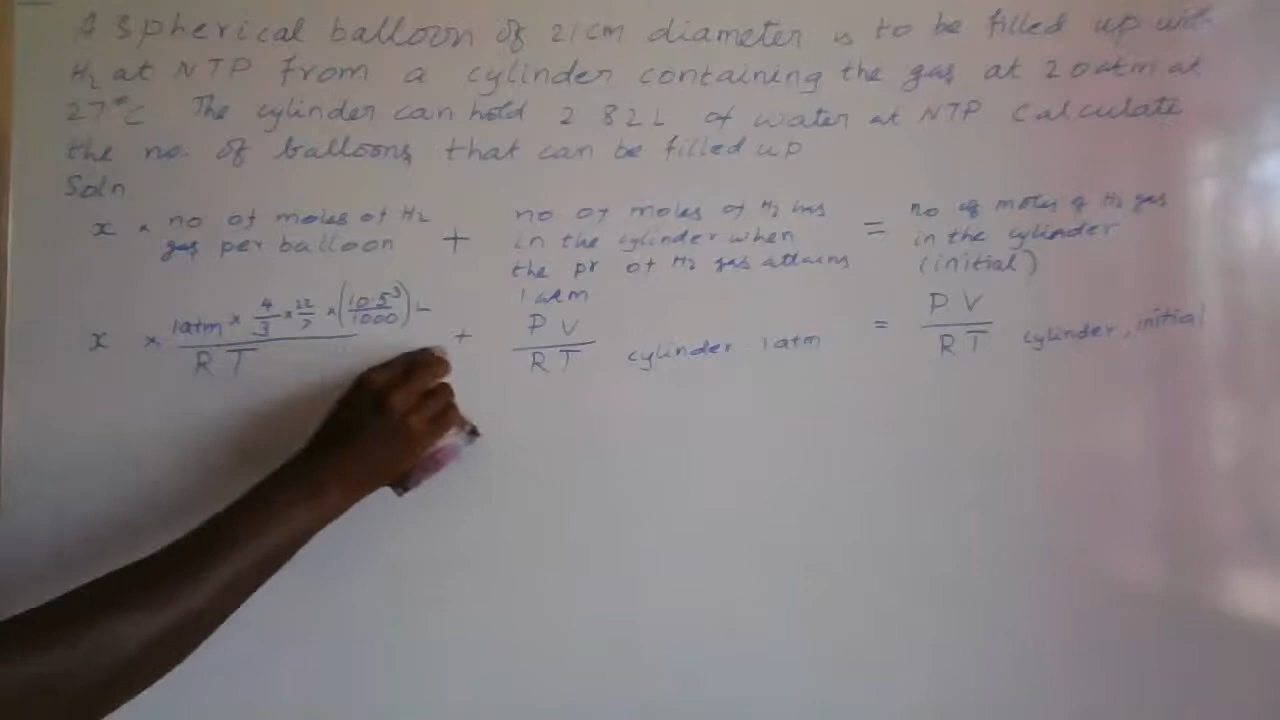 A spherical balloon of 21cm diameter is to be filled up with
H₂ at NTP from a cylinder containing the gas at 20atm at
27°C. The cylinder can hold 2 82L of water at NTP Calculate
the no. of balloons that can be filled up
Soln
x × no of moles of H₂ gas per balloon + no of moles of H₂ gas in the cylinder when the pr of H₂ gas attains 1 atm = no of moles of H₂ gas in the cylinder (initial)
x × 1atm × 4/3 × 22/7 × (10.5³/1000) L / RT + PV/RT cylinder 1atm = PV/RT cylinder, initial